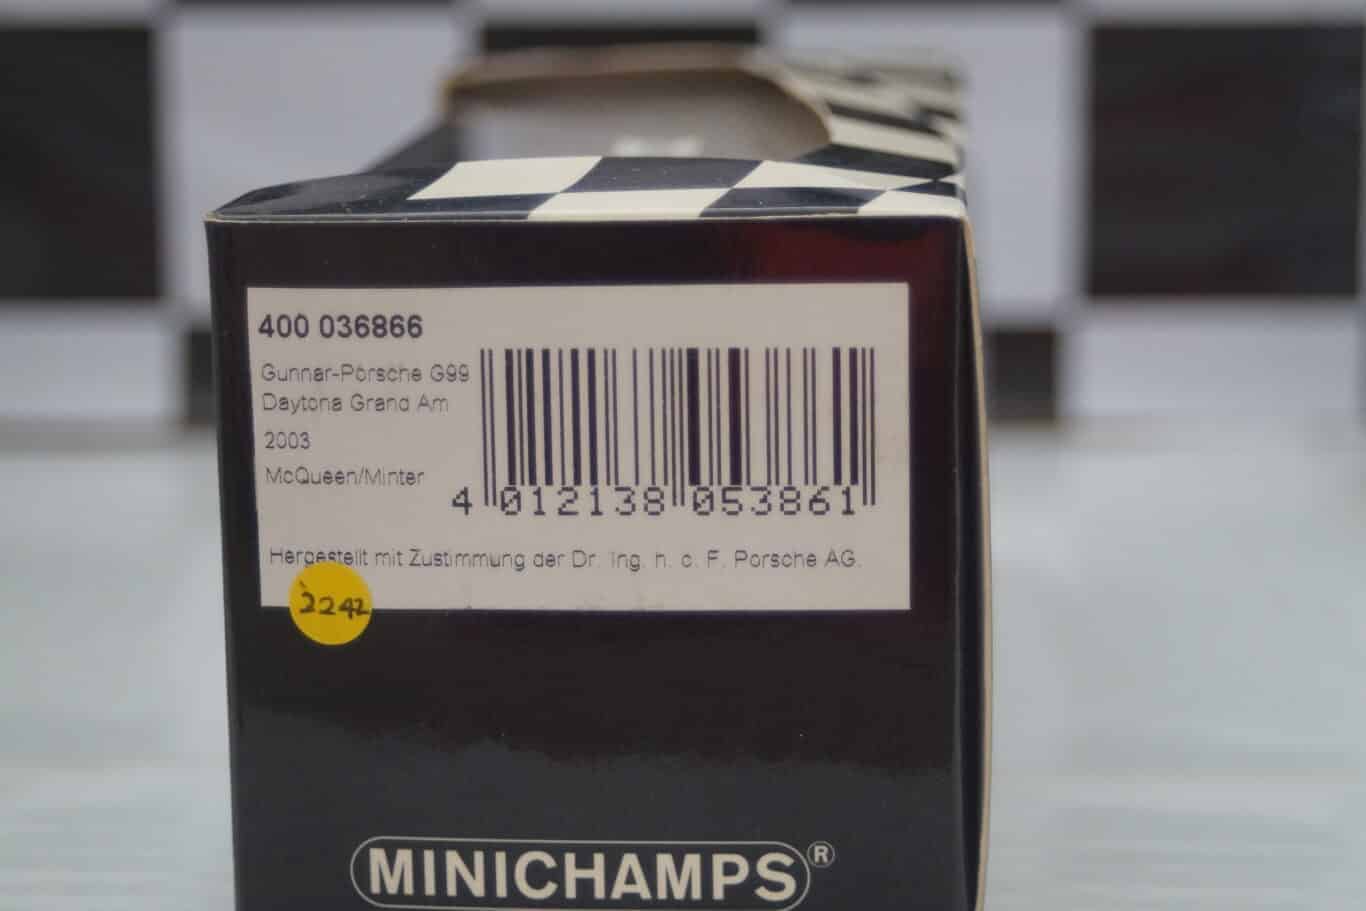 400 036866
Gunnar-Porsche G99
Daytona Grand Am
2003
McQueen/Minter
4 012138 053861
Hergestellt mit Zustimmung der Dr. Ing. h. c. F. Porsche AG.
2242
MINICHAMPS®